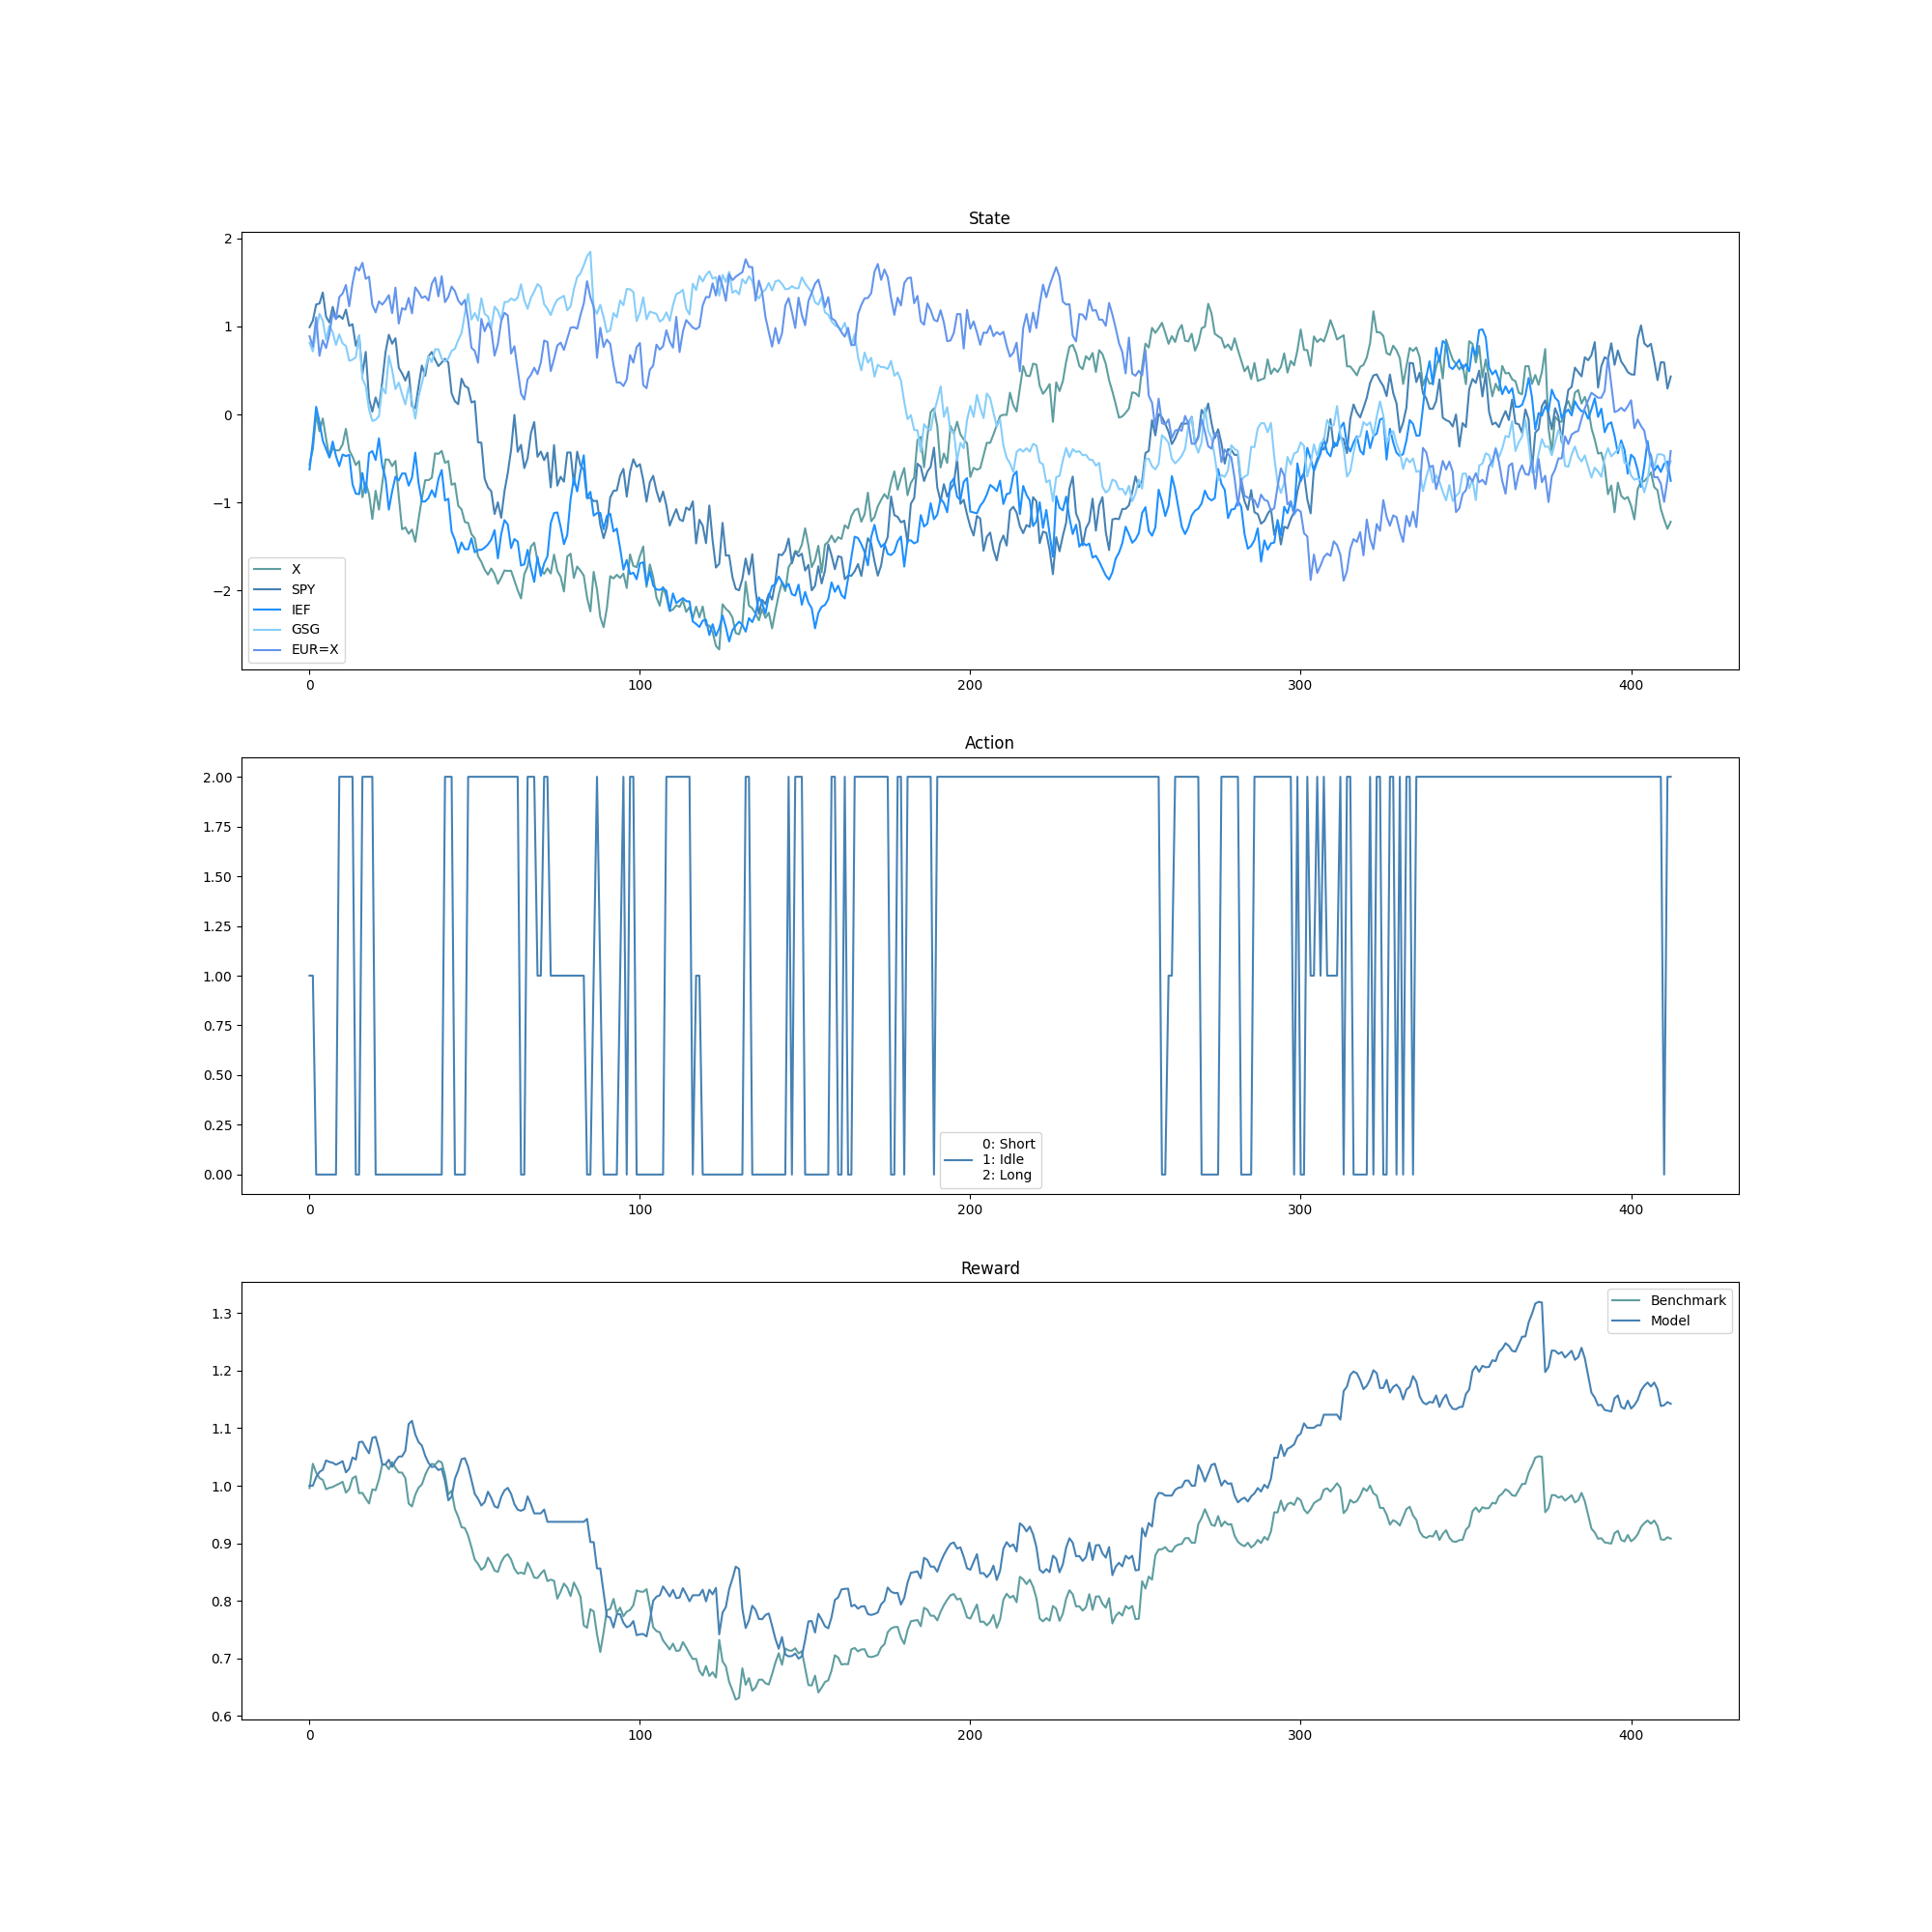 State
2
1
0
−1
−2
X
SPY
IEF
GSG
EUR=X
0 100 200 300 400
Action
2.00
1.75
1.50
1.25
1.00
0.75
0.50
0.25
0.00
0: Short
1: Idle
2: Long
0 100 200 300 400
Reward
1.3
1.2
1.1
1.0
0.9
0.8
0.7
0.6
Benchmark
Model
0 100 200 300 400